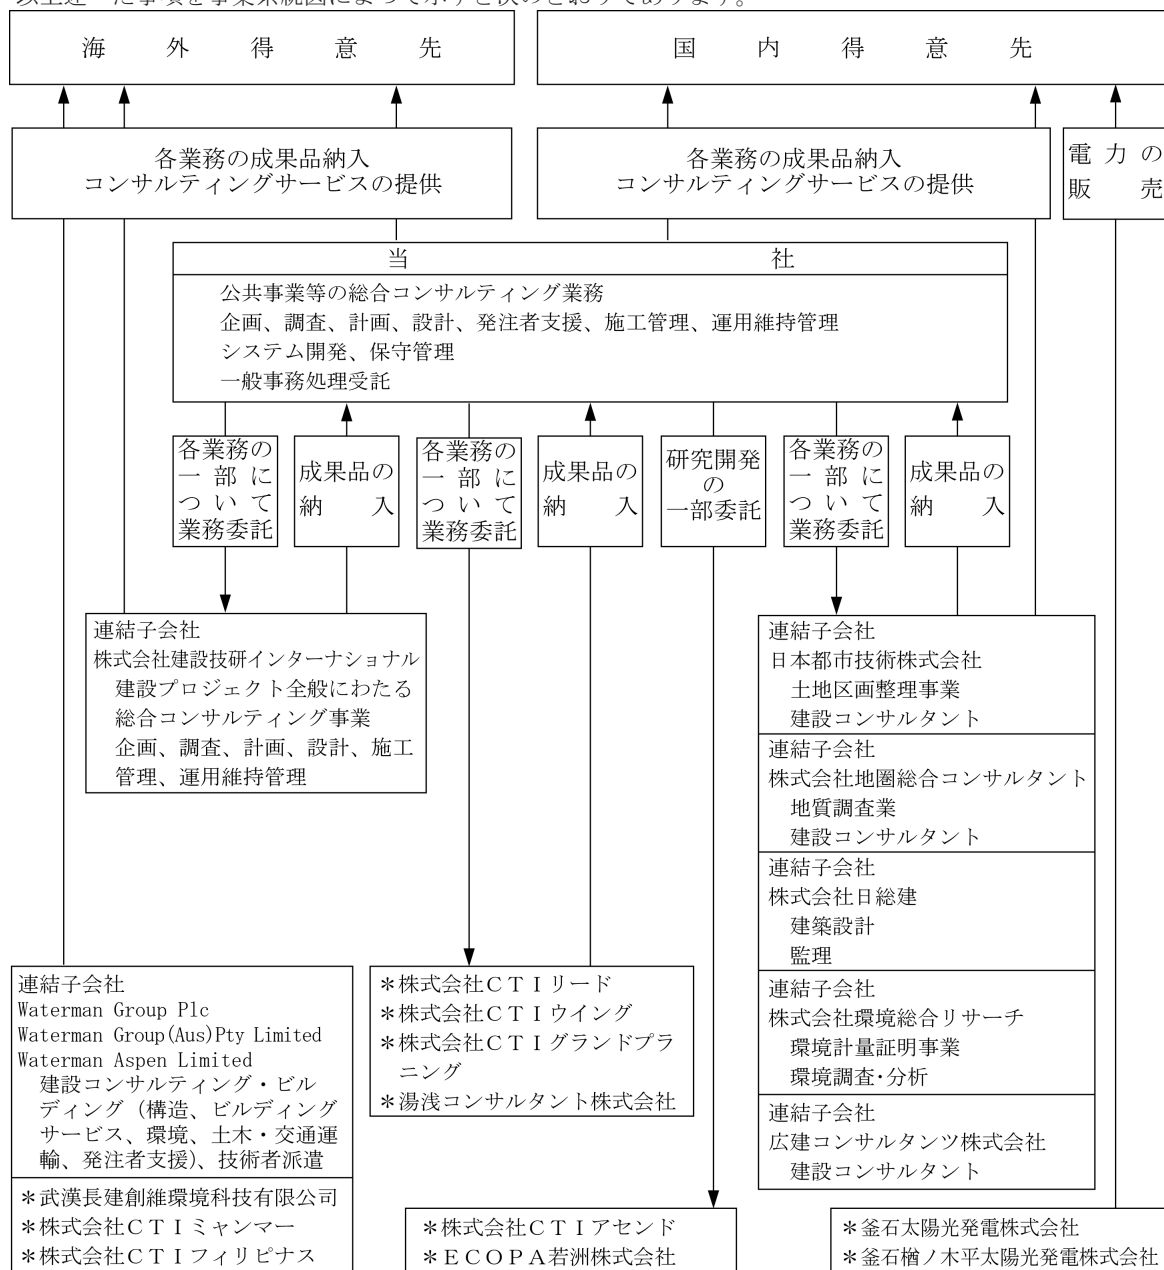 以上述べた事項を事業系統図によって示すと次のとおりであります。
海外得意先
国内得意先
各業務の成果品納入
コンサルティングサービスの提供
各業務の成果品納入
コンサルティングサービスの提供
電力の
販売
当社
公共事業等の総合コンサルティング業務
企画、調査、計画、設計、発注者支援、施工管理、運用維持管理
システム開発、保守管理
一般事務処理受託
各業務の
一部に
ついて
業務委託
成果品の
納入
各業務の
一部に
ついて
業務委託
成果品の
納入
研究開発
の
一部委託
各業務の
一部に
ついて
業務委託
成果品の
納入
連結子会社
株式会社建設技研インターナショナル
建設プロジェクト全般にわたる
総合コンサルティング事業
企画、調査、計画、設計、施工
管理、運用維持管理
連結子会社
日本都市技術株式会社
土地区画整理事業
建設コンサルタント
連結子会社
株式会社地圏総合コンサルタント
地質調査業
建設コンサルタント
連結子会社
株式会社日総建
建築設計
監理
連結子会社
株式会社環境総合リサーチ
環境計量証明事業
環境調査・分析
連結子会社
広建コンサルタンツ株式会社
建設コンサルタント
連結子会社
Waterman Group Plc
Waterman Group(Aus)Pty Limited
Waterman Aspen Limited
建設コンサルティング・ビル
ディング（構造、ビルディング
サービス、環境、土木・交通運
輸、発注者支援）、技術者派遣
＊武漢長建創維環境科技有限公司
＊株式会社ＣＴＩミャンマー
＊株式会社ＣＴＩフィリピナス
＊株式会社ＣＴＩリード
＊株式会社ＣＴＩウイング
＊株式会社ＣＴＩグランドプラ
ニング
＊湯浅コンサルタント株式会社
＊株式会社ＣＴＩアセンド
＊ＥＣＯＰＡ若洲株式会社
＊釜石太陽光発電株式会社
＊釜石楢ノ木平太陽光発電株式会社